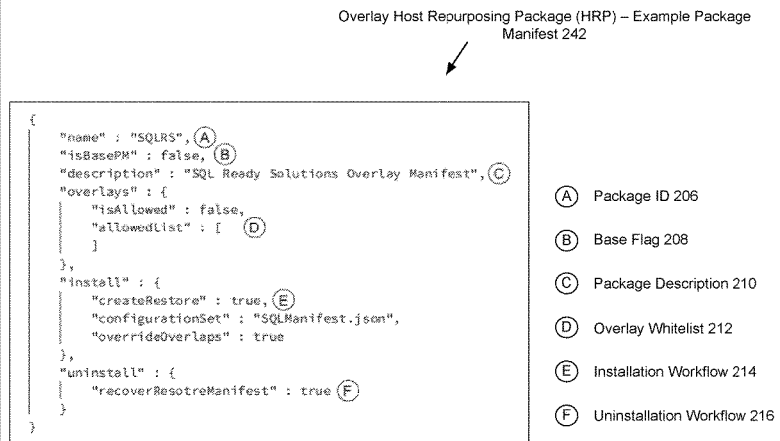 Overlay Host Repurposing Package (HRP) – Example Package
Manifest 242
{
"name" : "SQLRS", A
"isBasePM" : false, B
"description" : "SQL Ready Solutions Overlay Manifest", C
"overlays" : {
"isAllowed" : false,
"allowedList" : [ D
]
},
"install" : {
"createRestore" : true, E
"configurationSet" : "SQLManifest.json",
"overrideOverlaps" : true
},
"uninstall" : {
"recoverResotreManifest" : true F
}
}
A Package ID 206
B Base Flag 208
C Package Description 210
D Overlay Whitelist 212
E Installation Workflow 214
F Uninstallation Workflow 216